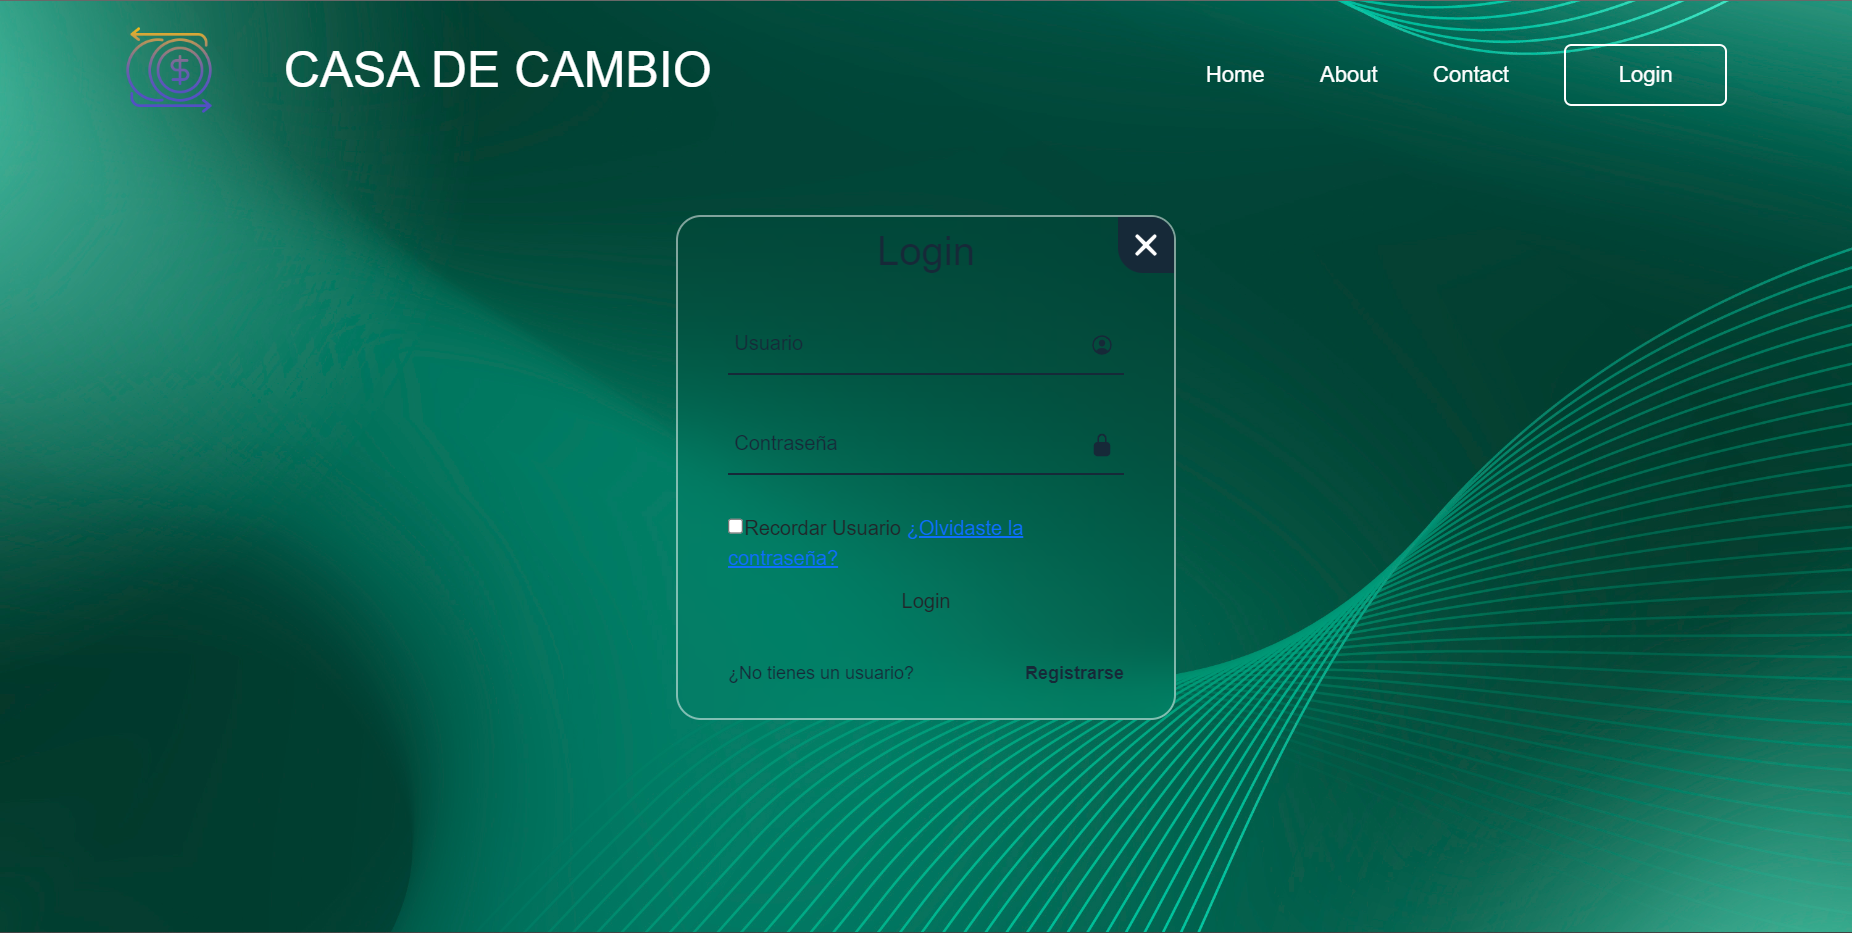 $
CASA DE CAMBIO
Home About Contact Login
Login
Usuario
Contraseña
Recordar Usuario ¿Olvidaste la
contraseña?
Login
¿No tienes un usuario? Registrarse